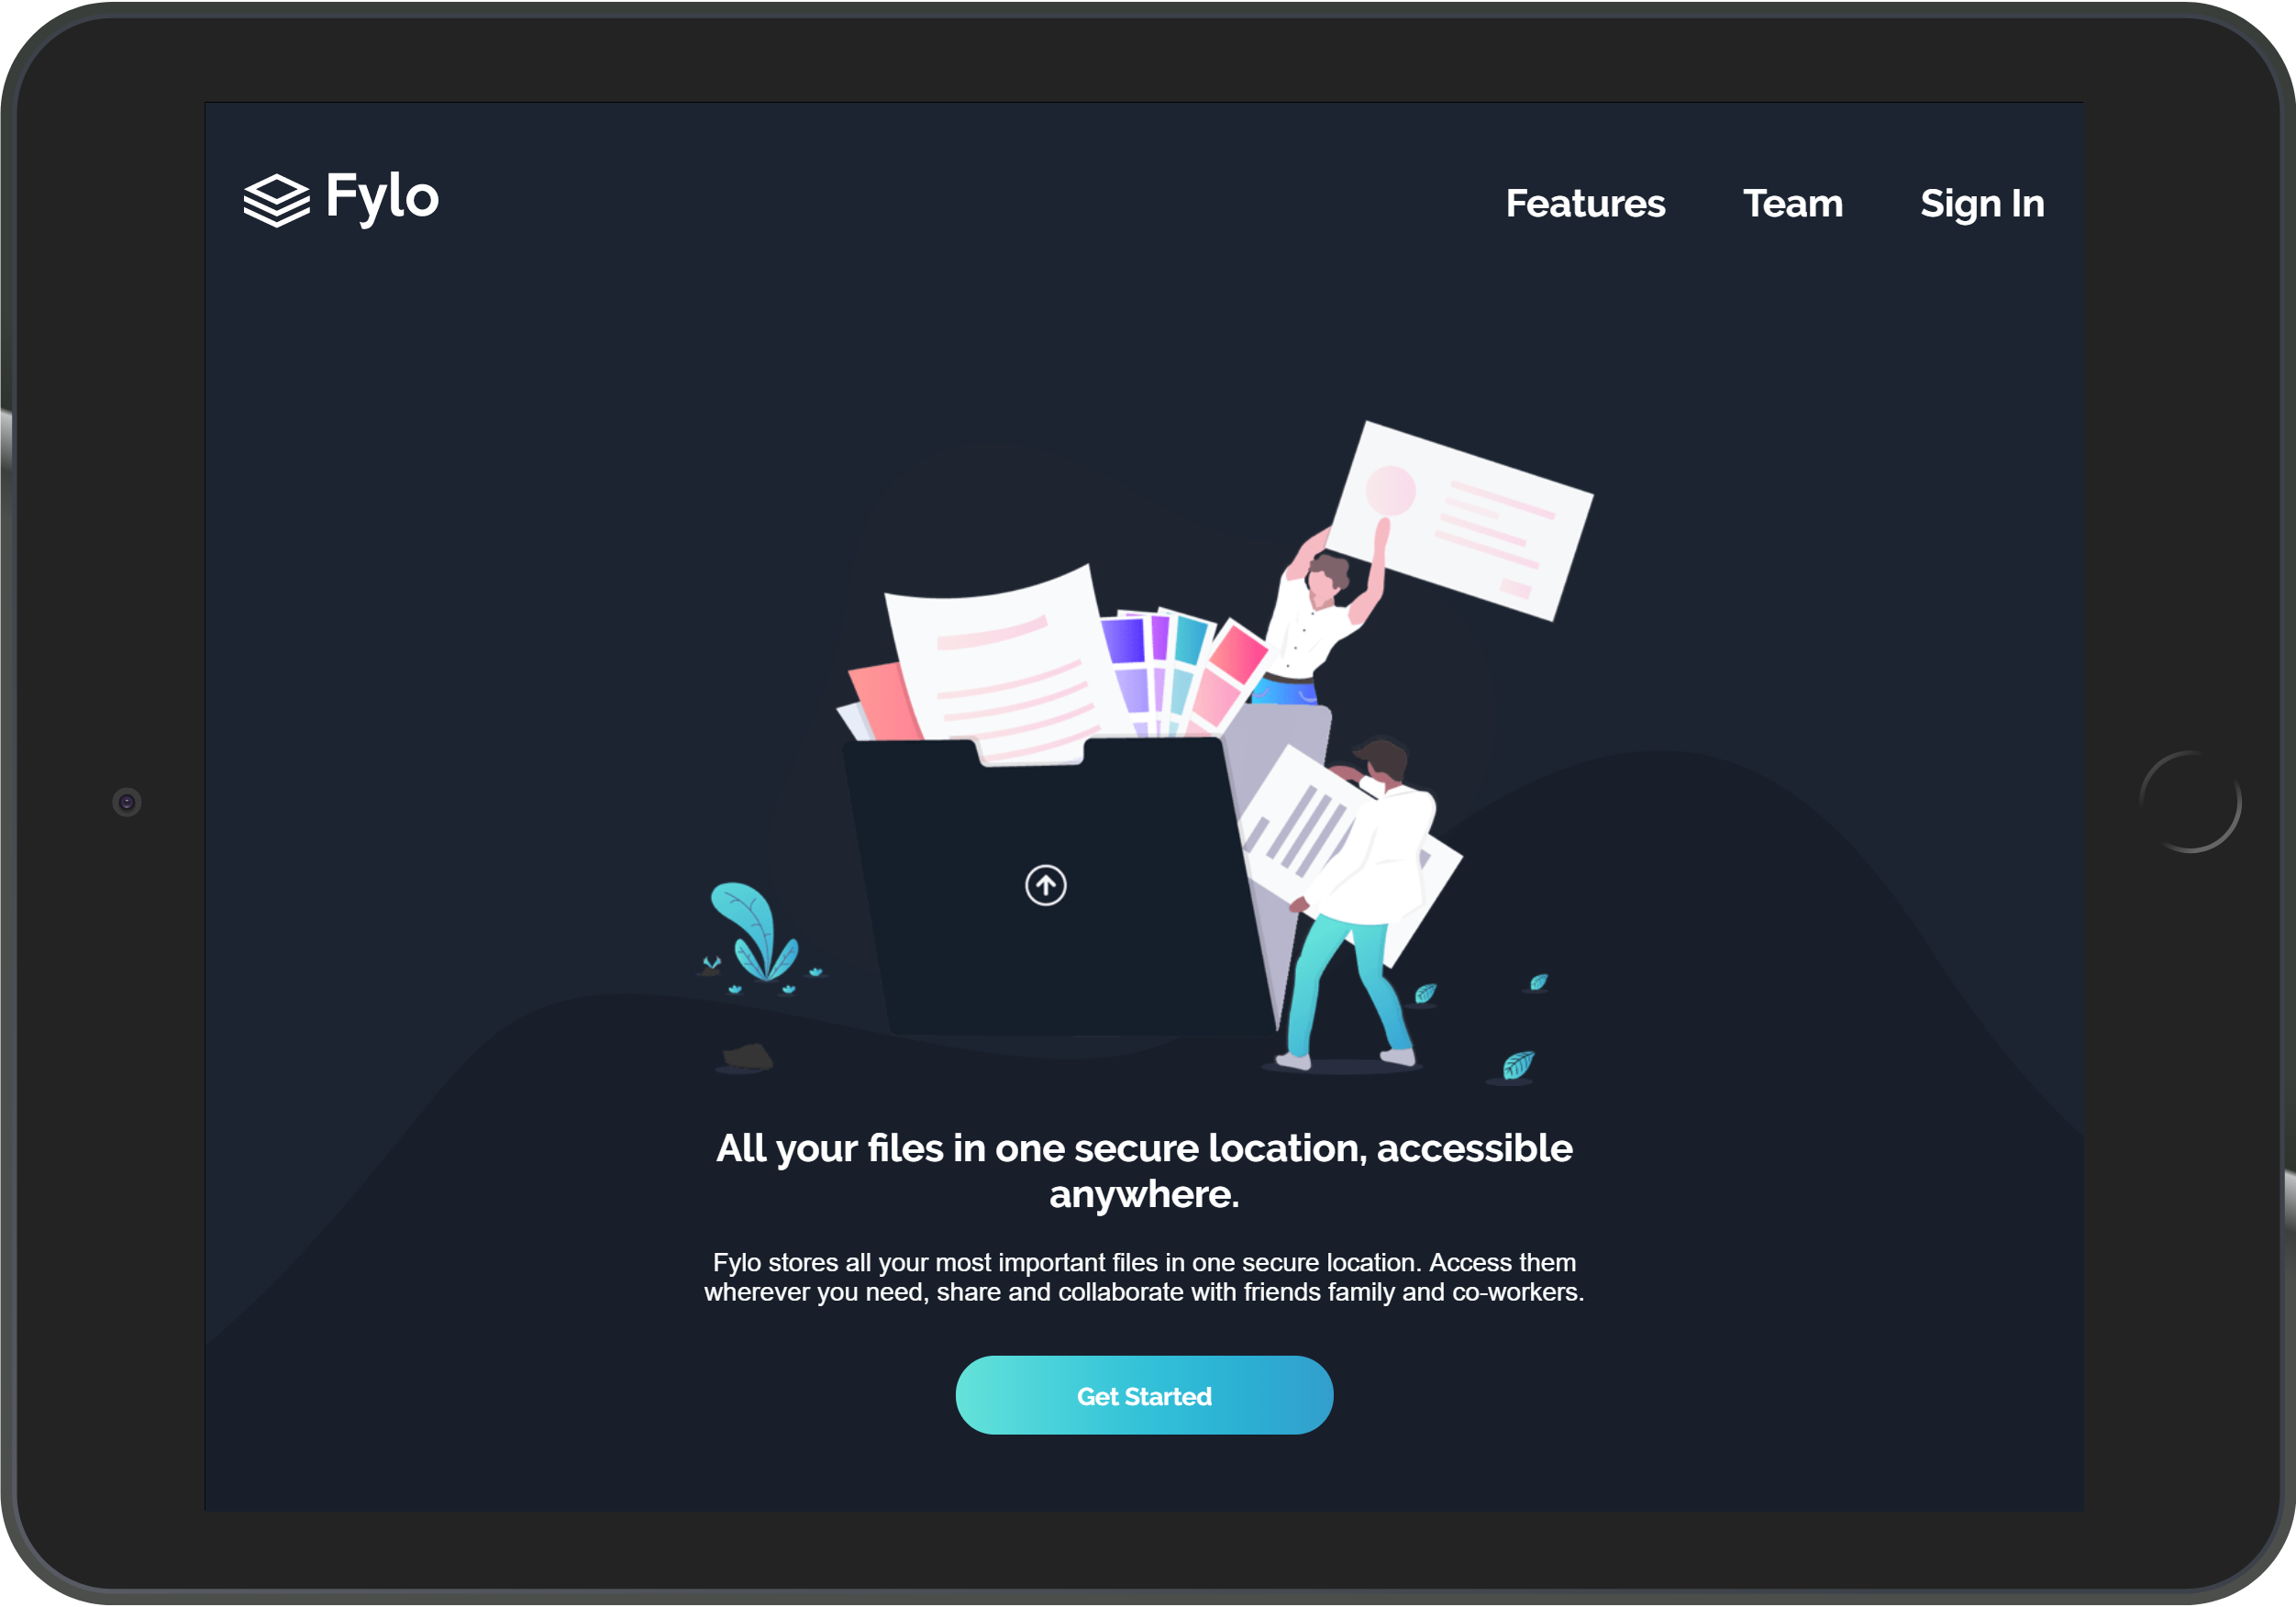 Fylo
Features Team Sign In
All your files in one secure location, accessible
anywhere.
Fylo stores all your most important files in one secure location. Access them
wherever you need, share and collaborate with friends family and co-workers.
Get Started